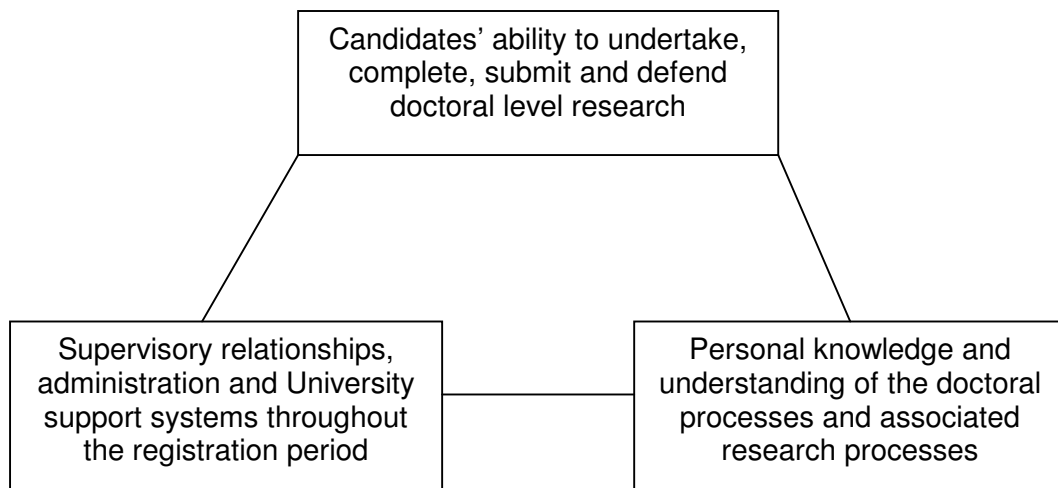 Candidates’ ability to undertake,
complete, submit and defend
doctoral level research
Supervisory relationships,
administration and University
support systems throughout
the registration period
Personal knowledge and
understanding of the doctoral
processes and associated
research processes